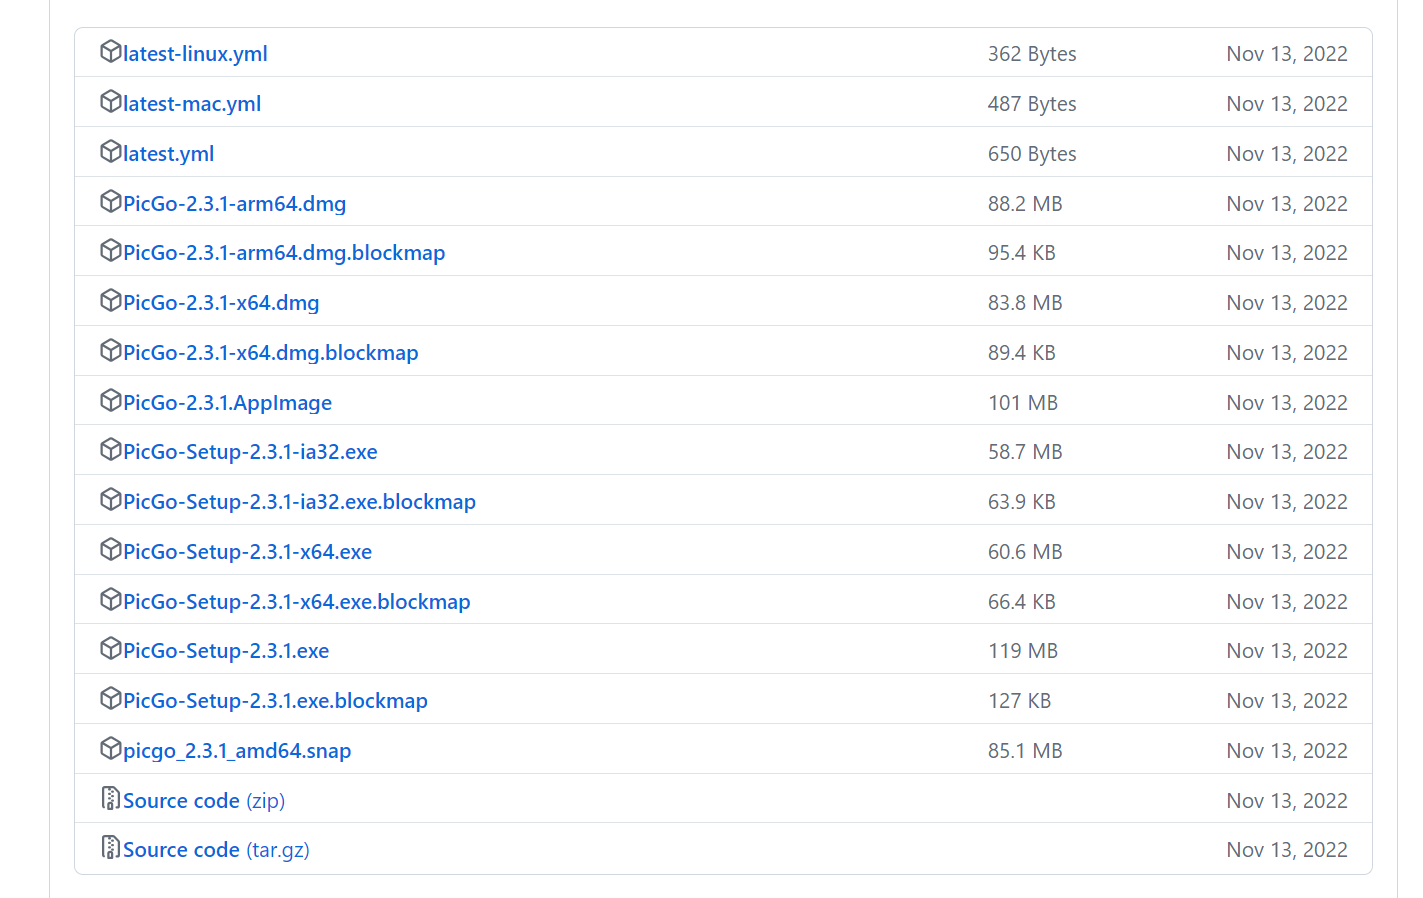 latest-linux.yml 362 Bytes Nov 13, 2022
latest-mac.yml 487 Bytes Nov 13, 2022
latest.yml 650 Bytes Nov 13, 2022
PicGo-2.3.1-arm64.dmg 88.2 MB Nov 13, 2022
PicGo-2.3.1-arm64.dmg.blockmap 95.4 KB Nov 13, 2022
PicGo-2.3.1-x64.dmg 83.8 MB Nov 13, 2022
PicGo-2.3.1-x64.dmg.blockmap 89.4 KB Nov 13, 2022
PicGo-2.3.1.AppImage 101 MB Nov 13, 2022
PicGo-Setup-2.3.1-ia32.exe 58.7 MB Nov 13, 2022
PicGo-Setup-2.3.1-ia32.exe.blockmap 63.9 KB Nov 13, 2022
PicGo-Setup-2.3.1-x64.exe 60.6 MB Nov 13, 2022
PicGo-Setup-2.3.1-x64.exe.blockmap 66.4 KB Nov 13, 2022
PicGo-Setup-2.3.1.exe 119 MB Nov 13, 2022
PicGo-Setup-2.3.1.exe.blockmap 127 KB Nov 13, 2022
picgo_2.3.1_amd64.snap 85.1 MB Nov 13, 2022
Source code (zip) Nov 13, 2022
Source code (tar.gz) Nov 13, 2022